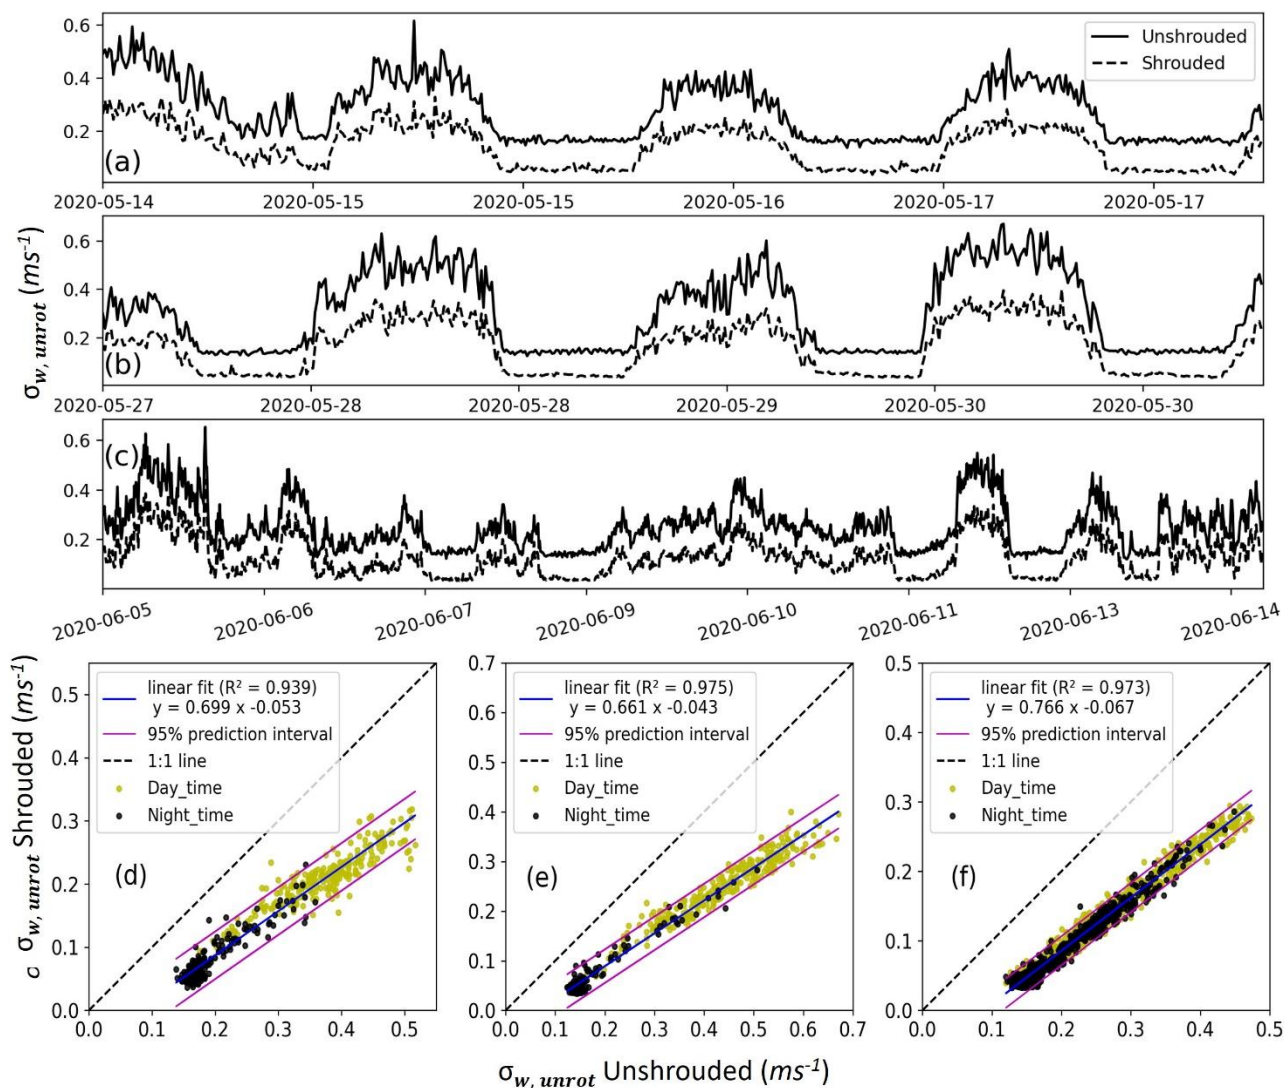 0.6
0.4
0.2
Unshrouded
Shrouded
(a)
2020-05-14 2020-05-15 2020-05-15 2020-05-16 2020-05-17 2020-05-17
0.6
0.4
0.2
(b)
2020-05-27 2020-05-28 2020-05-28 2020-05-29 2020-05-30 2020-05-30
σw, unrot (ms-1)
0.6
0.4
0.2
(c)
2020-06-05 2020-06-06 2020-06-07 2020-06-09 2020-06-10 2020-06-11 2020-06-13 2020-06-14
c σw, unrot Shrouded (ms-1)
0.5
0.4
0.3
0.2
0.1
0.0
linear fit (R² = 0.939)
y = 0.699 x -0.053
95% prediction interval
1:1 line
Day_time
Night_time
(d)
0.0 0.1 0.2 0.3 0.4 0.5
0.7
0.6
0.5
0.4
0.3
0.2
0.1
0.0
linear fit (R² = 0.975)
y = 0.661 x -0.043
95% prediction interval
1:1 line
Day_time
Night_time
(e)
0.0 0.1 0.2 0.3 0.4 0.5 0.6 0.7
0.5
0.4
0.3
0.2
0.1
0.0
linear fit (R² = 0.973)
y = 0.766 x -0.067
95% prediction interval
1:1 line
Day_time
Night_time
(f)
0.0 0.1 0.2 0.3 0.4 0.5
σw, unrot Unshrouded (ms-1)